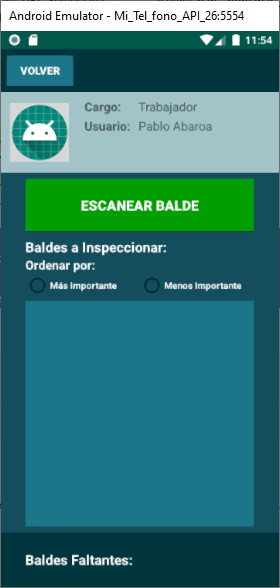 Android Emulator - Mi_Tel_fono_API_26:5554
11:54
VOLVER
Cargo: Trabajador
Usuario: Pablo Abaroa
ESCANEAR BALDE
Baldes a Inspeccionar:
Ordenar por:
Más Importante Menos Importante
Baldes Faltantes: